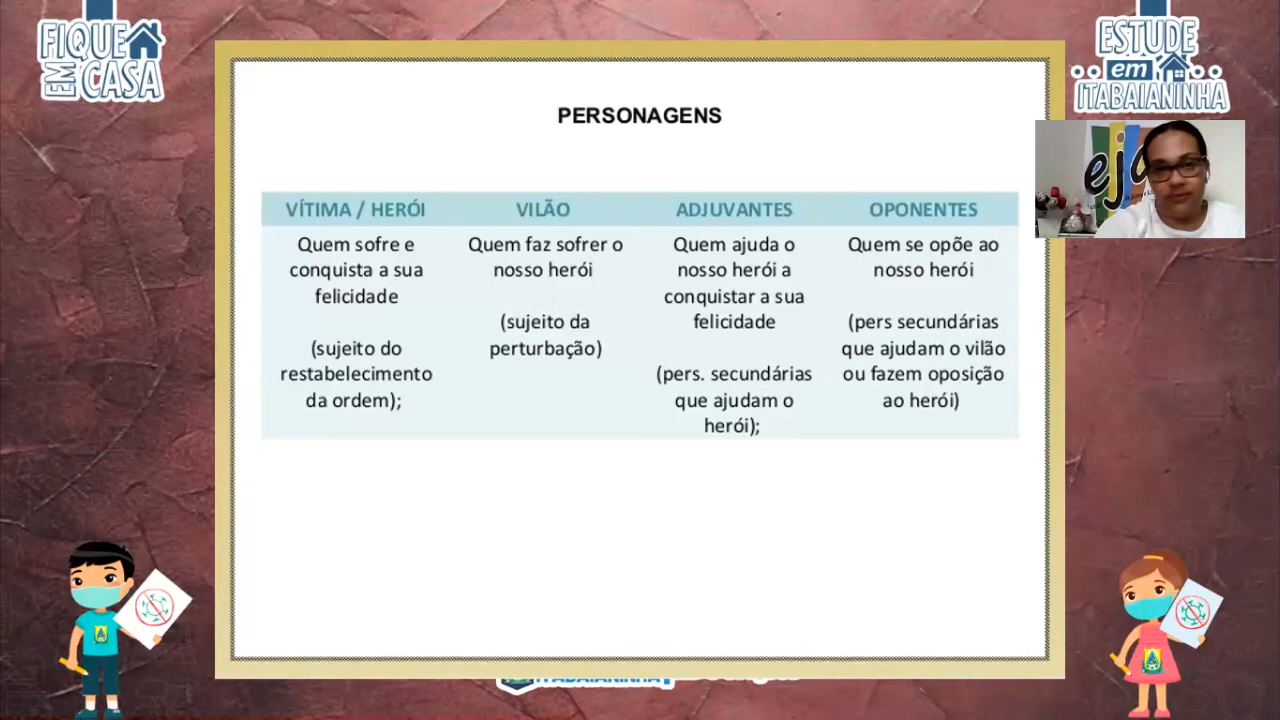 FIQUE
EM
CASA
ESTUDE
em
ITABAIANINHA
eja
PERSONAGENS
VÍTIMA / HERÓI
VILÃO
ADJUVANTES
OPONENTES
Quem sofre e
conquista a sua
felicidade
(sujeito do
restabelecimento
da ordem);
Quem faz sofrer o
nosso herói
(sujeito da
perturbação)
Quem ajuda o
nosso herói a
conquistar a sua
felicidade
(pers. secundárias
que ajudam o
herói);
Quem se opõe ao
nosso herói
(pers secundárias
que ajudam o vilão
ou fazem oposição
ao herói)
ITABAIANINHA